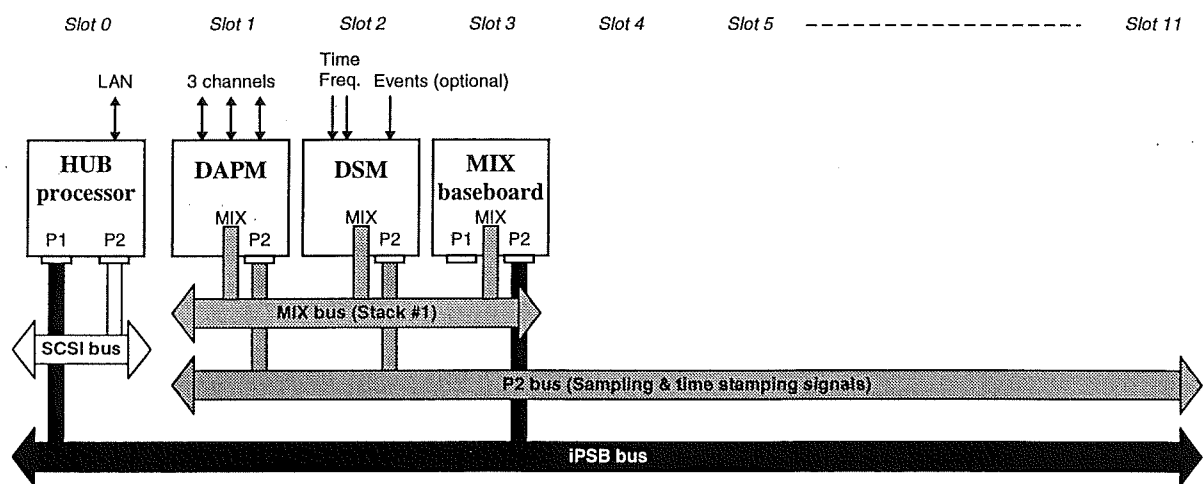 Slot 0 Slot 1 Slot 2 Slot 3 Slot 4 Slot 5 Slot 11
LAN
3 channels
Time
Freq.
Events (optional)
HUB
processor
P1 P2
DAPM
MIX
P2
DSM
MIX
P2
MIX
baseboard
MIX
P1 P2
MIX bus (Stack #1)
SCSI bus
P2 bus (Sampling & time stamping signals)
iPSB bus